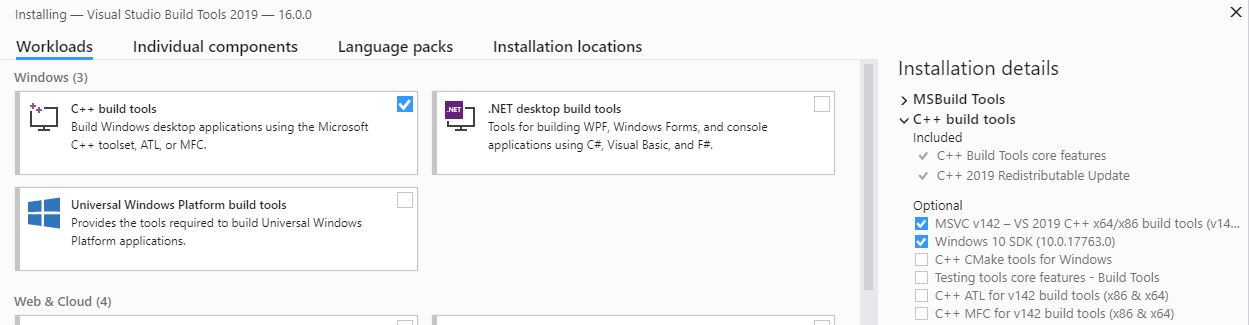 Installing — Visual Studio Build Tools 2019 — 16.0.0
Workloads
Individual components
Language packs
Installation locations
Windows (3)
C++ build tools
Build Windows desktop applications using the Microsoft
C++ toolset, ATL, or MFC.
.NET
.NET desktop build tools
Tools for building WPF, Windows Forms, and console
applications using C#, Visual Basic, and F#.
Universal Windows Platform build tools
Provides the tools required to build Universal Windows
Platform applications.
Web & Cloud (4)
Installation details
MSBuild Tools
C++ build tools
Included
C++ Build Tools core features
C++ 2019 Redistributable Update
Optional
MSVC v142 – VS 2019 C++ x64/x86 build tools (v14...
Windows 10 SDK (10.0.17763.0)
C++ CMake tools for Windows
Testing tools core features - Build Tools
C++ ATL for v142 build tools (x86 & x64)
C++ MFC for v142 build tools (x86 & x64)